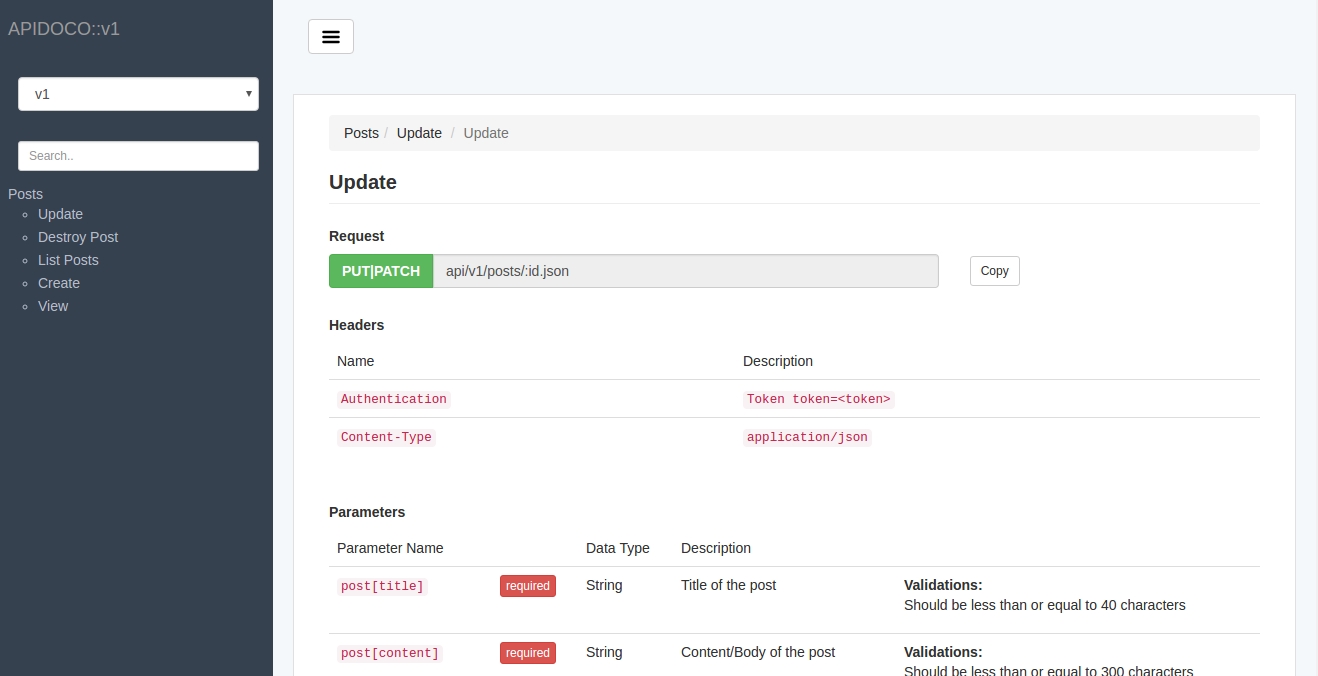 APIDOCO::v1
v1
Search..
Posts
Update
Destroy Post
List Posts
Create
View
Posts / Update / Update
Update
Request
PUT|PATCH api/v1/posts/:id.json Copy
Headers
Name Description
Authentication Token token=<token>
Content-Type application/json
Parameters
Parameter Name Data Type Description
post[title] required String Title of the post Validations:
Should be less than or equal to 40 characters
post[content] required String Content/Body of the post Validations:
Should be less than or equal to 300 characters